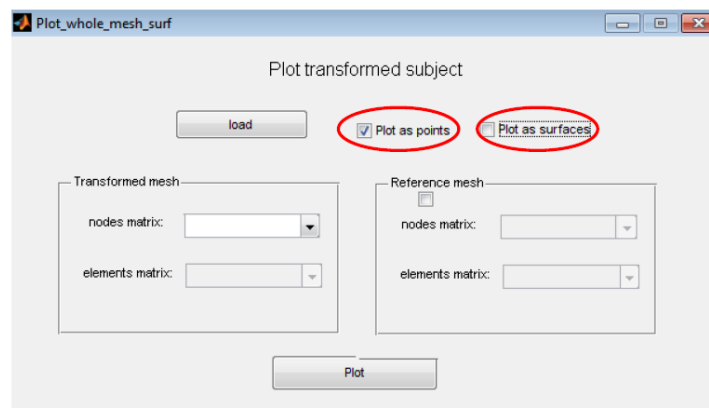 Plot_whole_mesh_surf
Plot transformed subject
load
Plot as points
Plot as surfaces
Transformed mesh
Reference mesh
nodes matrix:
nodes matrix:
elements matrix:
elements matrix:
Plot